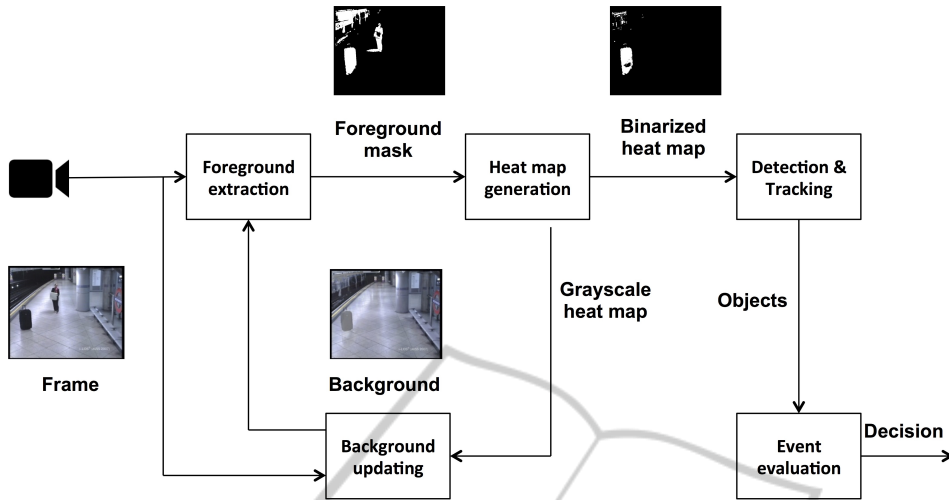 Foreground
mask
Binarized
heat map
Foreground
extraction
Heat map
generation
Detection &
Tracking
Grayscale
heat map
Objects
Frame
Background
Background
updating
Event
evaluation
Decision